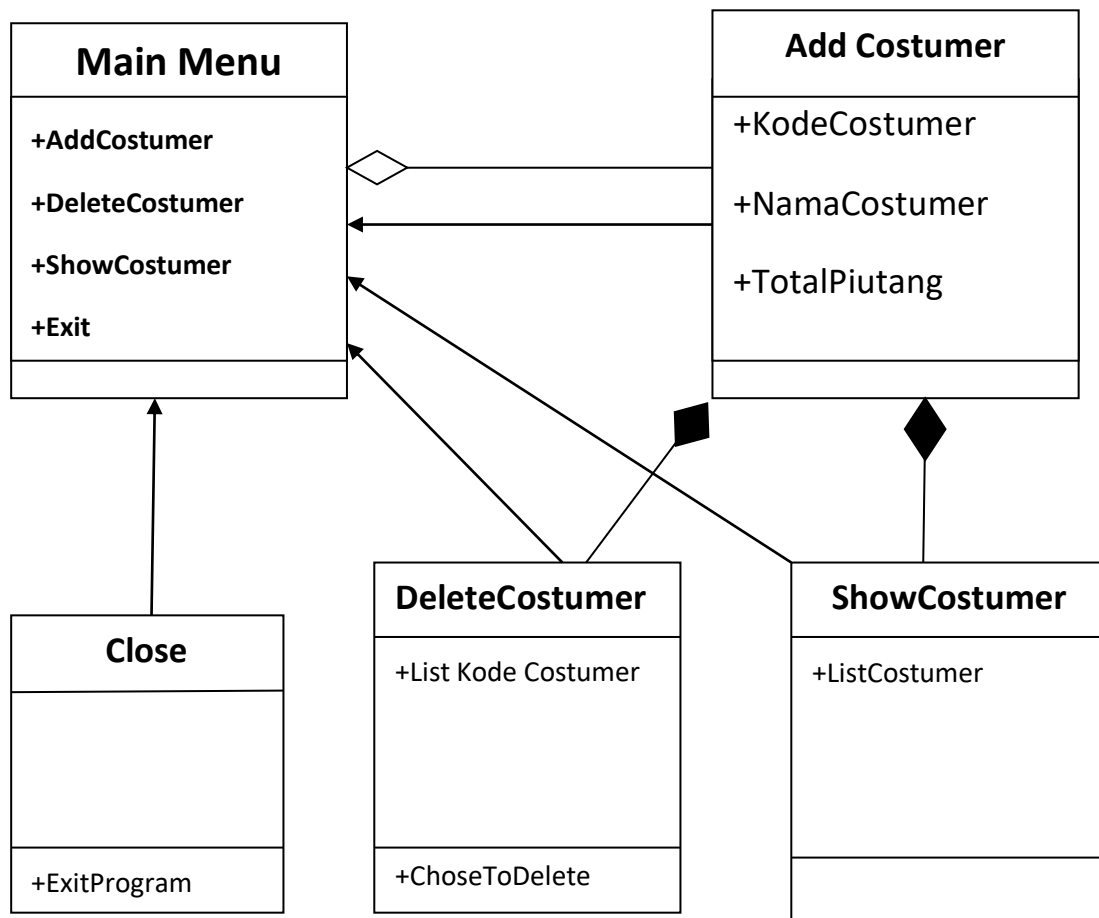 Main Menu
+AddCostumer
+DeleteCostumer
+ShowCostumer
+Exit
Add Costumer
+KodeCostumer
+NamaCostumer
+TotalPiutang
Close
+ExitProgram
DeleteCostumer
+List Kode Costumer
+ChoseToDelete
ShowCostumer
+ListCostumer